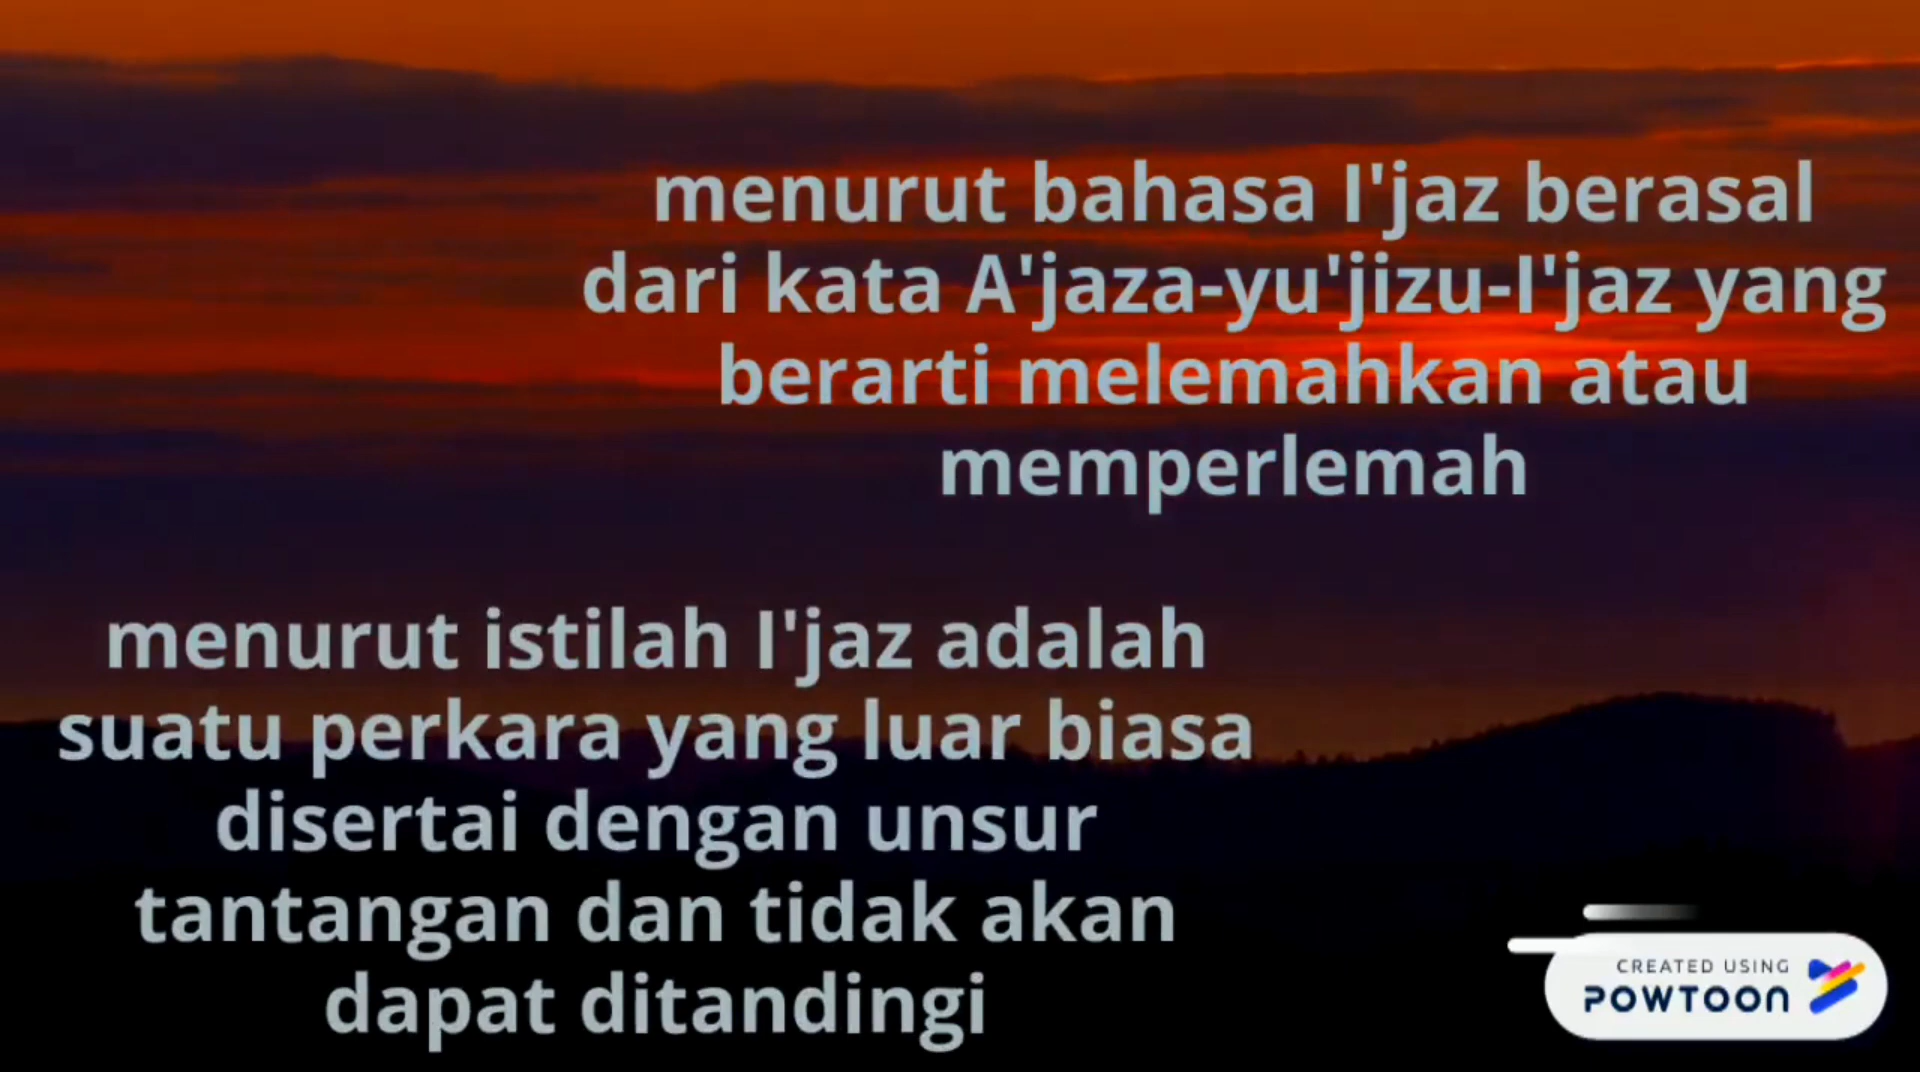 menurut bahasa I'jaz berasal
dari kata A'jaza-yu'jizu-I'jaz yang
berarti melemahkan atau
memperlemah
menurut istilah I'jaz adalah
suatu perkara yang luar biasa
disertai dengan unsur
tantangan dan tidak akan
dapat ditandingi
CREATED USING
POWTOON